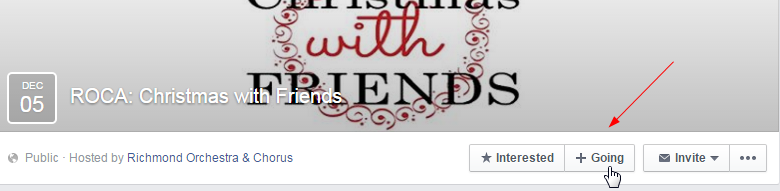 Christmas
with
FRIENDS
DEC
05
ROCA: Christmas with Friends
Public · Hosted by Richmond Orchestra & Chorus
Interested
Going
Invite